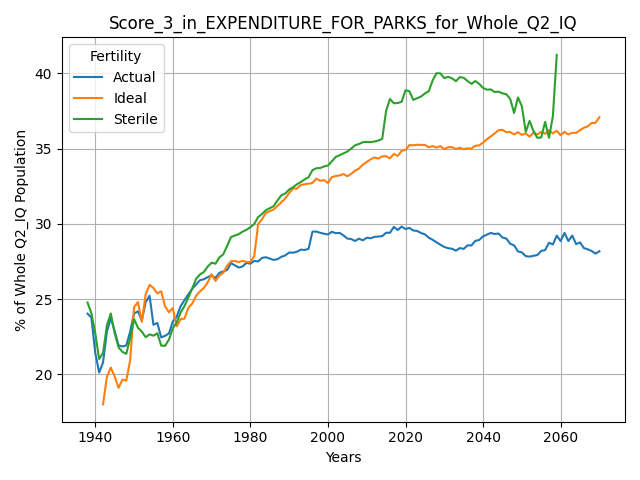 Score_3_in_EXPENDITURE_FOR_PARKS_for_Whole_Q2_IQ
Fertility
Actual
Ideal
Sterile
% of Whole Q2_IQ Population
40
35
30
25
20
1940
1960
1980
2000
2020
2040
2060
Years